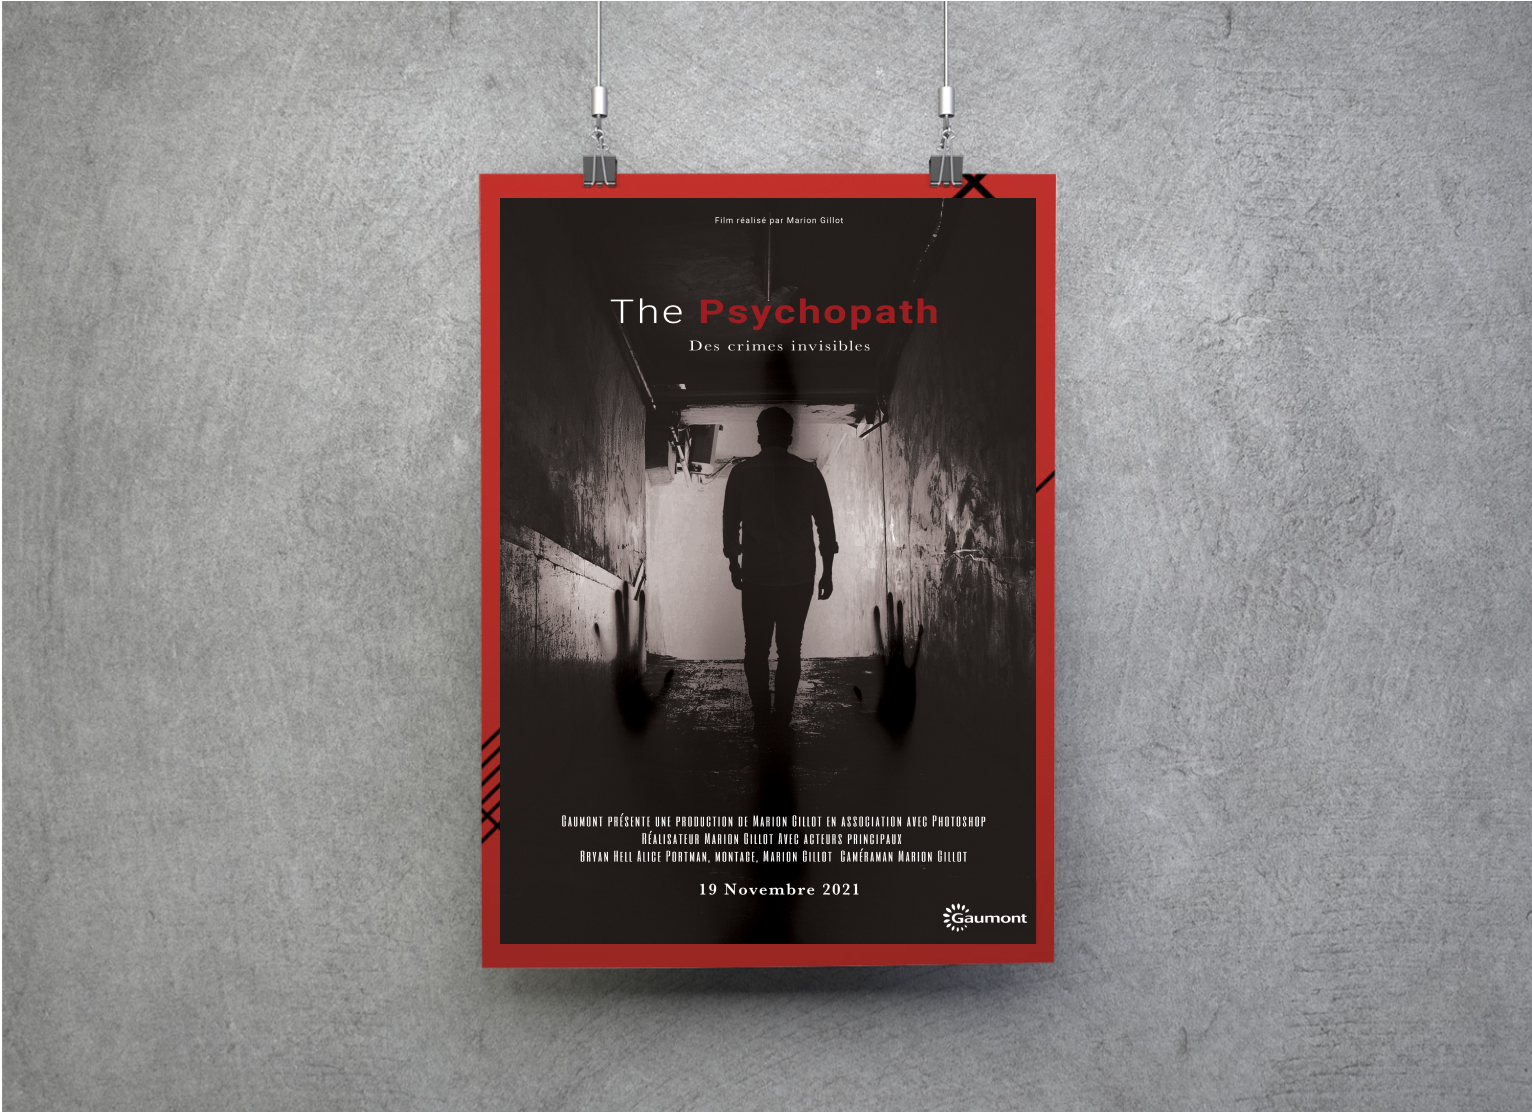 Film réalisé par Marion Gillot
The Psychopath
Des crimes invisibles
Gaumont présente une production de Marion Gillot en association avec Photoshop
Réalisateur Marion Gillot Avec acteurs principaux
Bryan Hell Alice Portman, montage, Marion Gillot Caméraman Marion Gillot
19 Novembre 2021
Gaumont